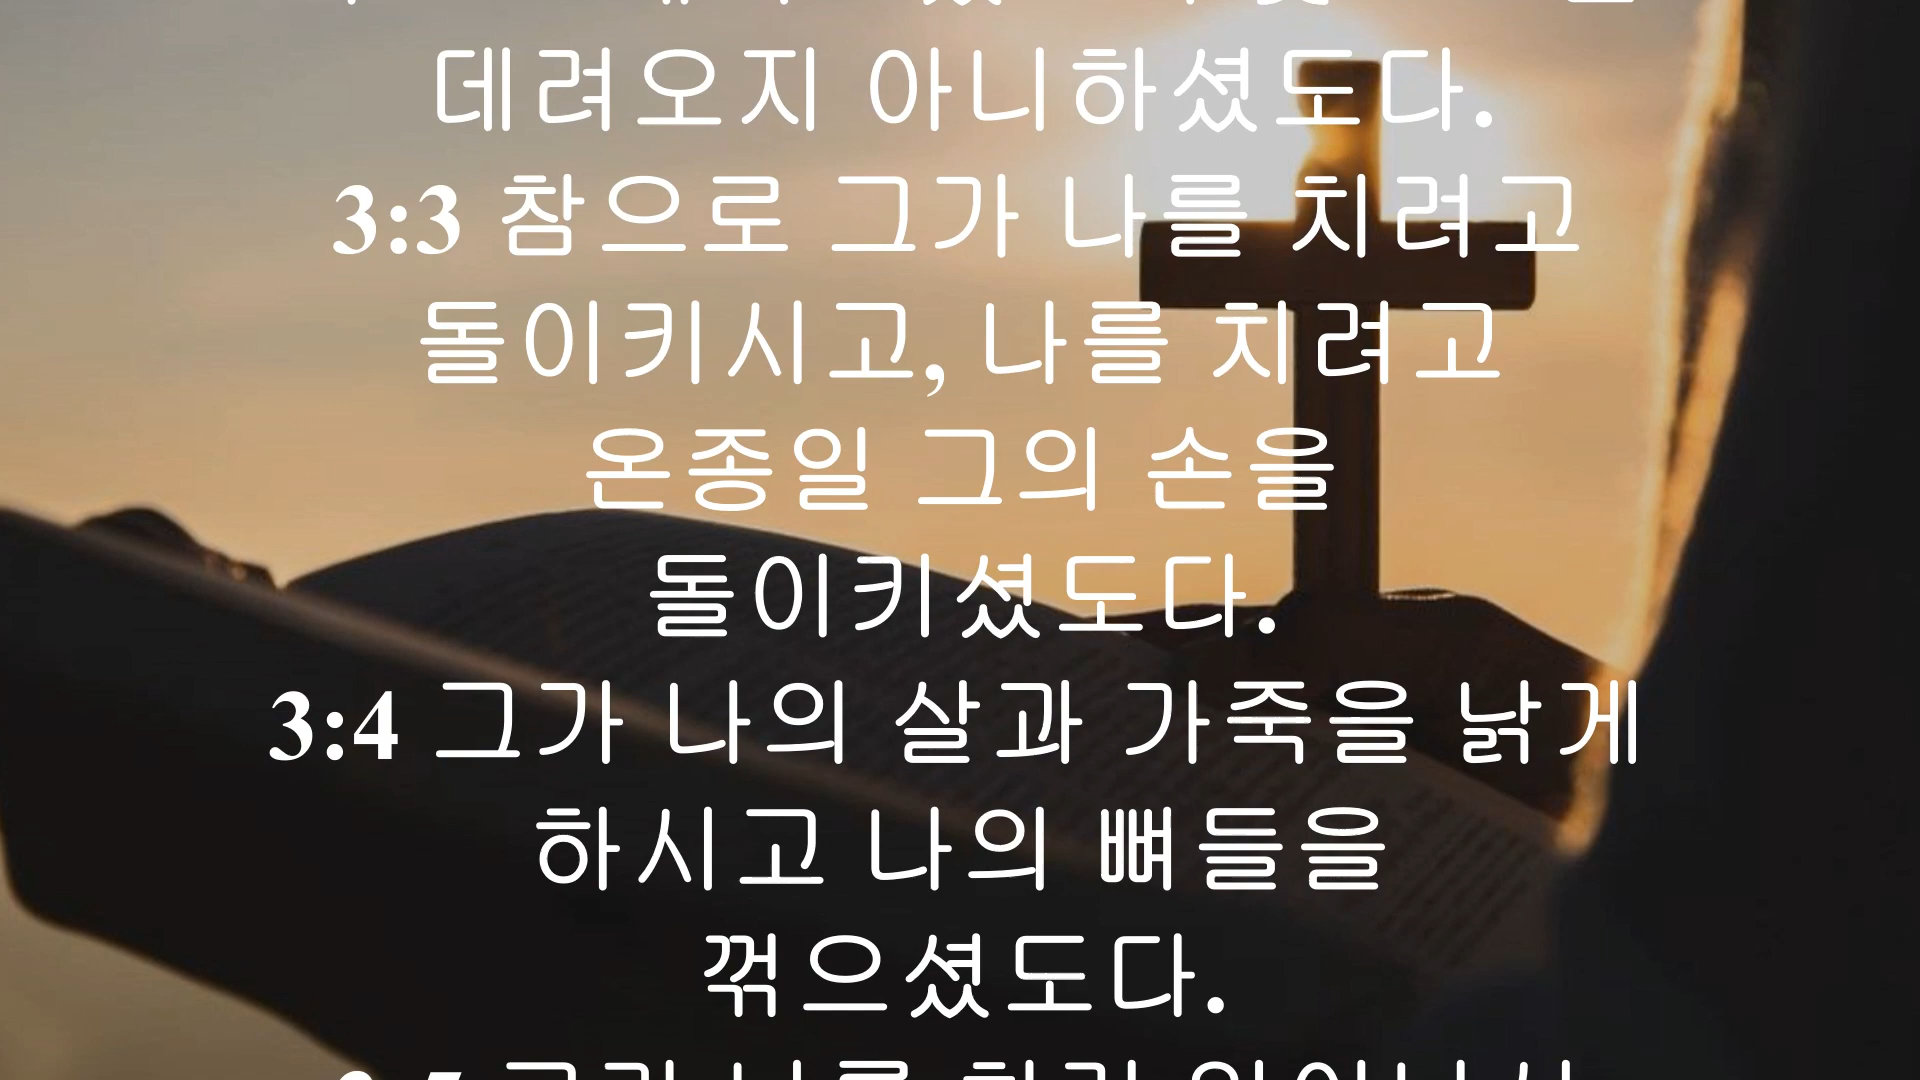 데려오지 아니하셨도다.
3:3 참으로 그가 나를 치려고
돌이키시고, 나를 치려고
온종일 그의 손을
돌이키셨도다.
3:4 그가 나의 살과 가죽을 낡게
하시고 나의 뼈들을
꺾으셨도다.